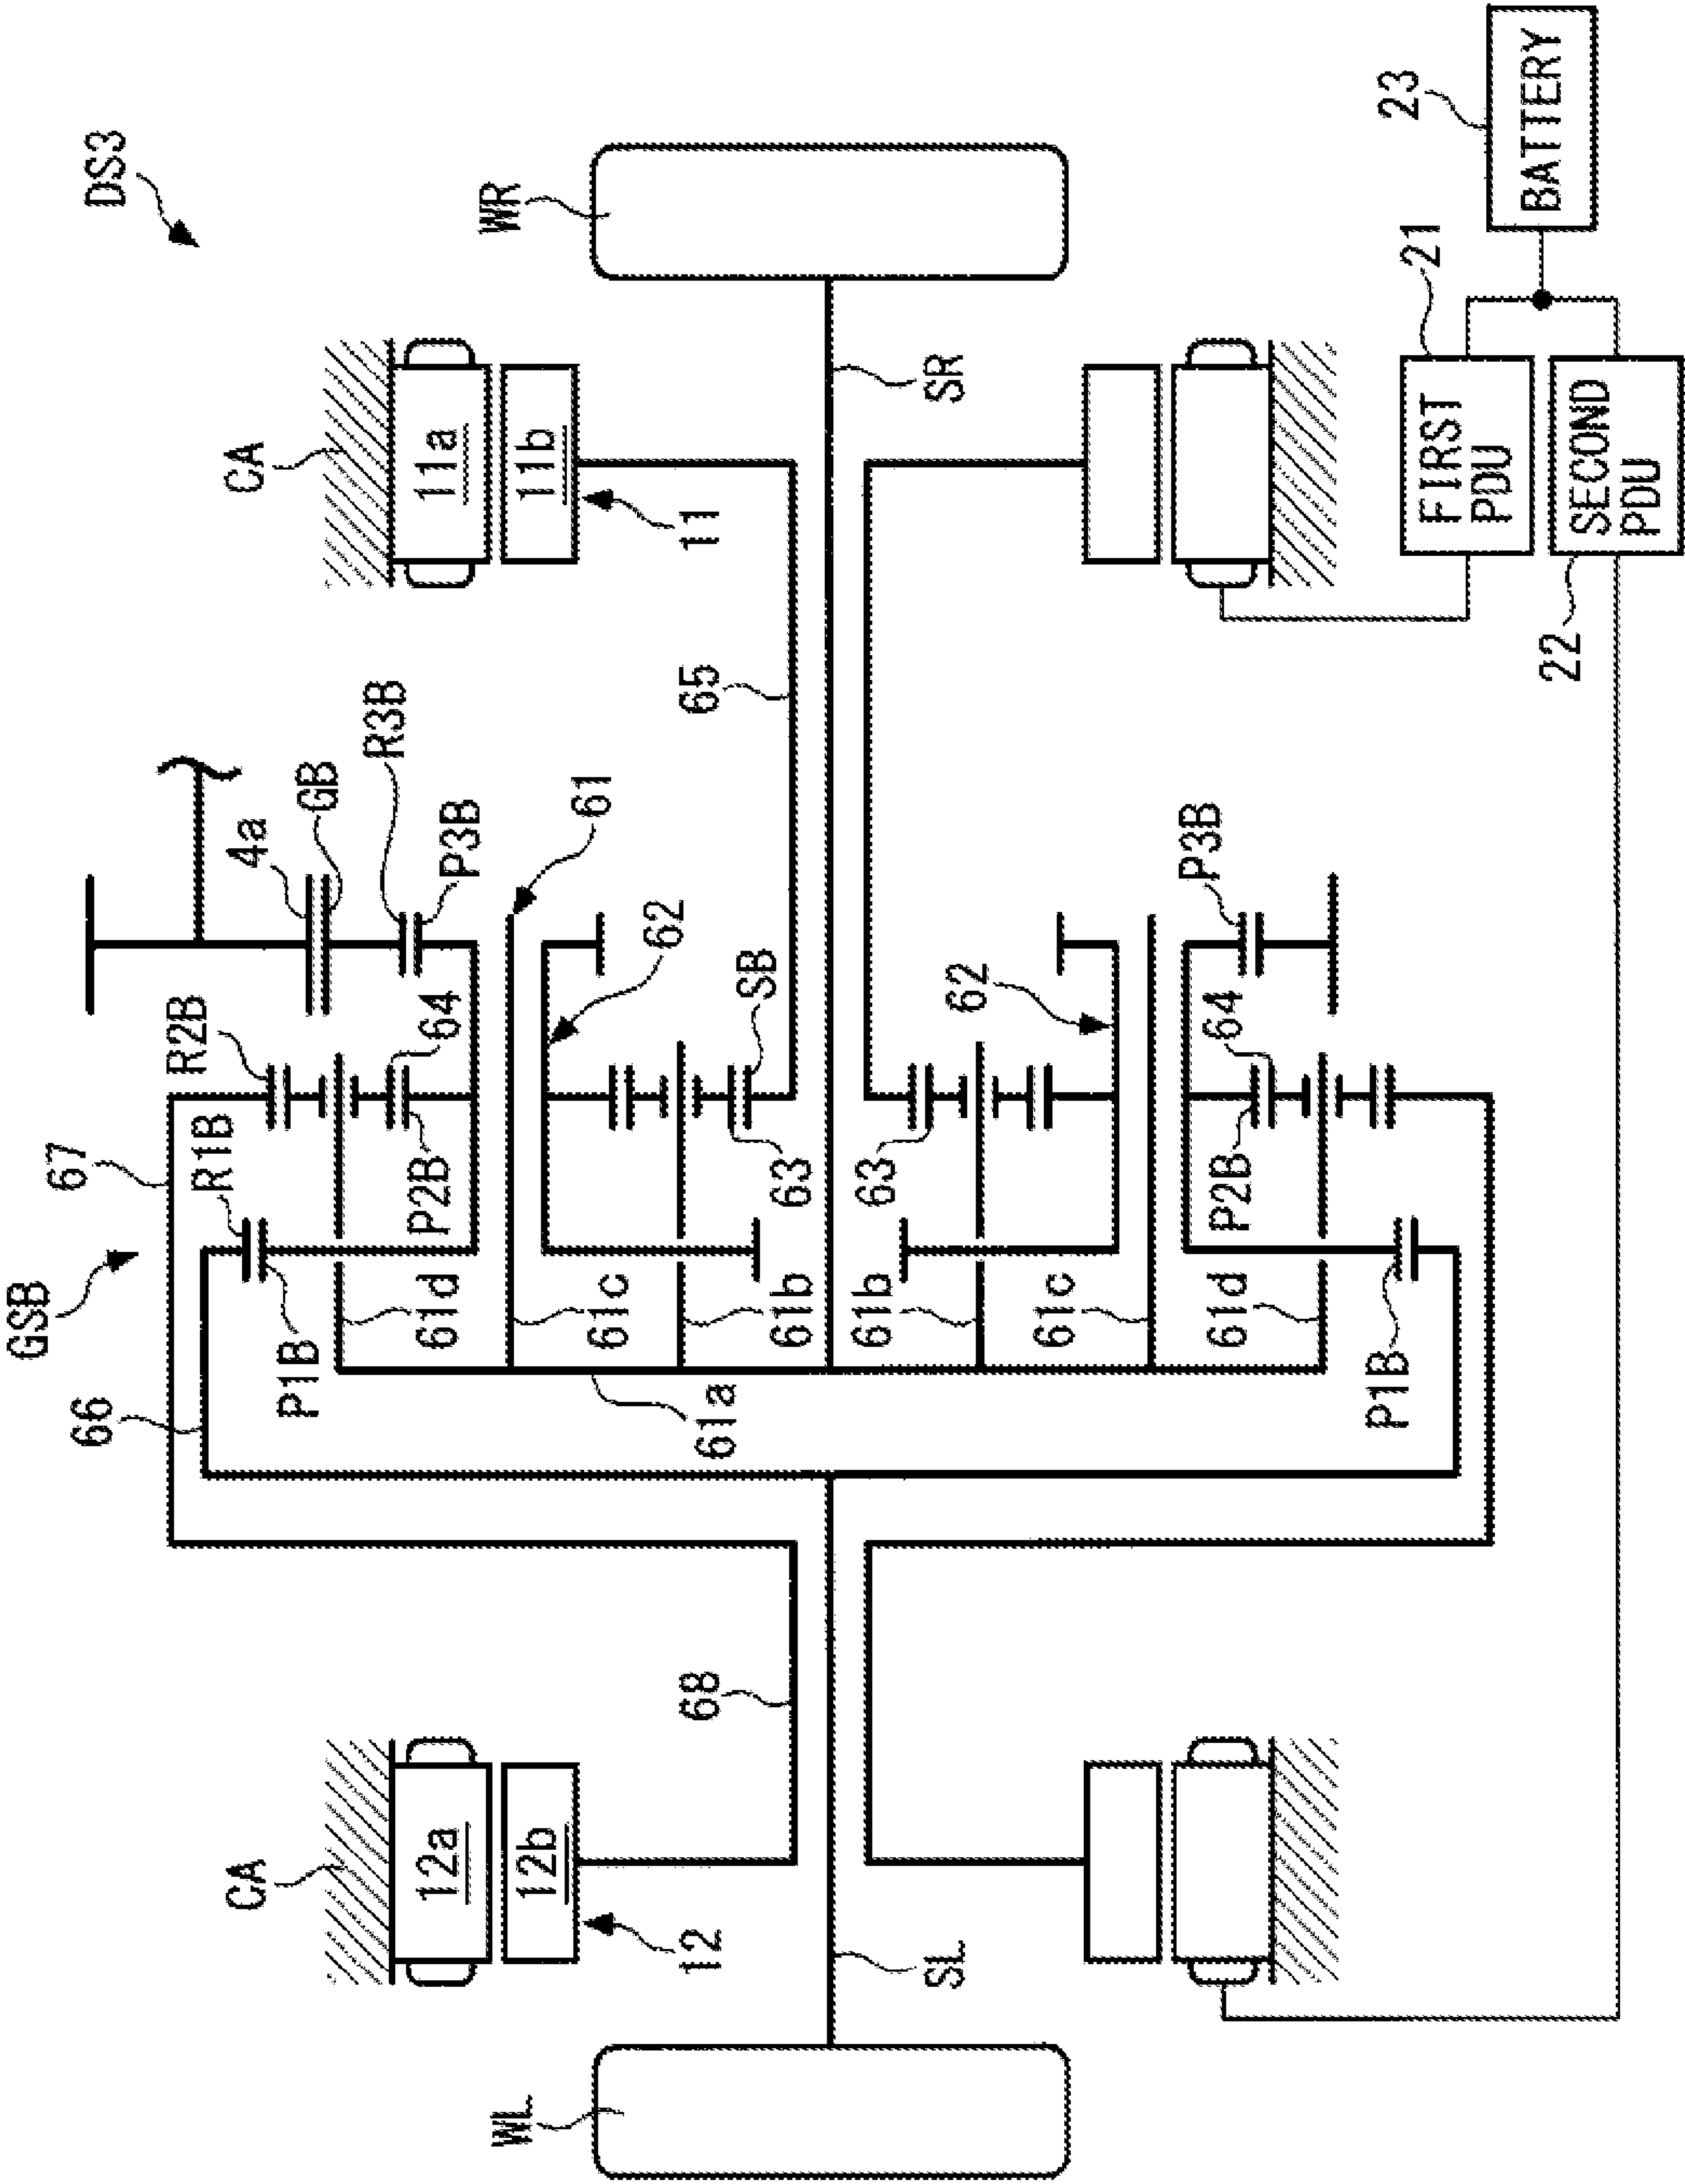 DS3
GSB
67
66
R1B
R2B
P1B
4a
GB
R3B
P3B
61
CA
11a
11b
11
CA
12a
12b
12
WR
WL
61d
P2B
64
61c
62
61b
63
SB
65
68
61a
SR
SL
61b
63
62
61c
61d
P2B
64
P3B
P1B
21
23
FIRST
PDU
SECOND
PDU
22
BATTERY